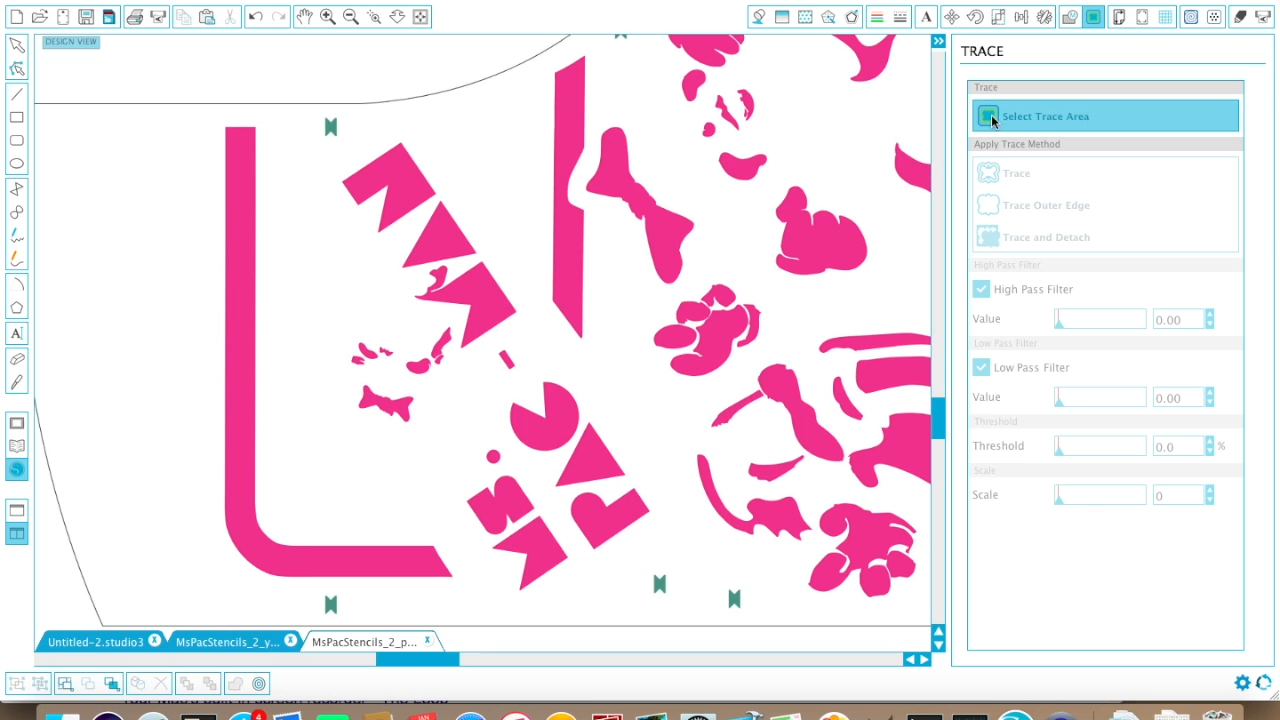 DESIGN VIEW
TRACE
Trace
Select Trace Area
Apply Trace Method
Trace
Trace Outer Edge
Trace and Detach
High Pass Filter
High Pass Filter
Value 0.00
Low Pass Filter
Low Pass Filter
Value 0.00
Threshold
Threshold 0.0 %
Scale
Scale 0
Untitled-2.studio3 MsPacStencils_2_y... MsPacStencils_2_p...